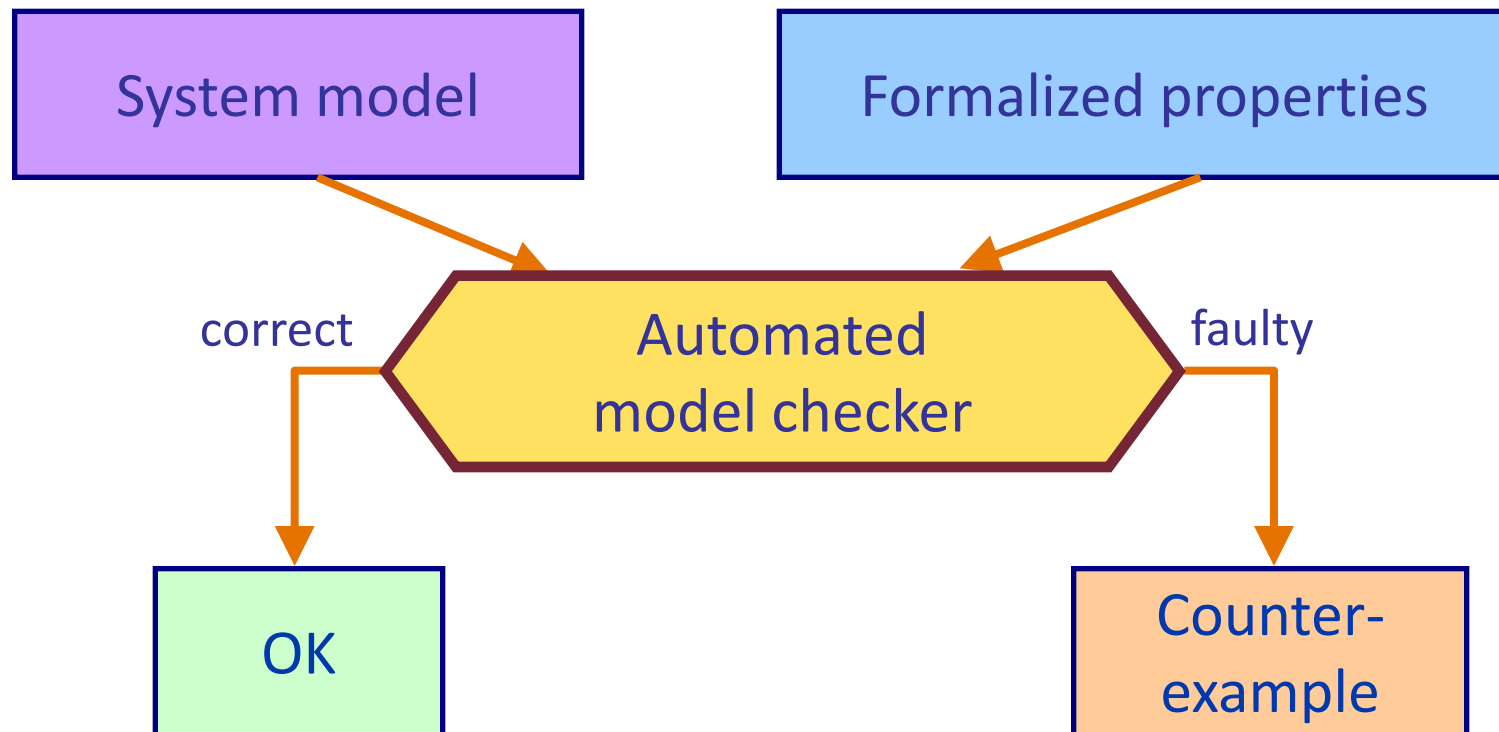 System model
Formalized properties
correct
Automated
model checker
faulty
OK
Counter-
example